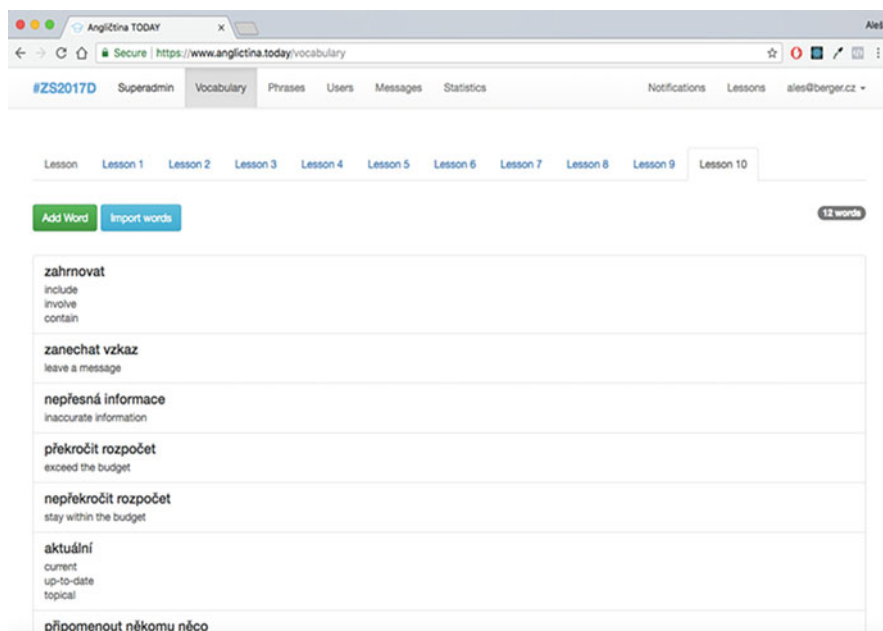 Angličtina TODAY
Aleš
Secure | https://www.anglictina.today/vocabulary
#ZS2017D Superadmin Vocabulary Phrases Users Messages Statistics Notifications Lessons ales@berger.cz
Lesson Lesson 1 Lesson 2 Lesson 3 Lesson 4 Lesson 5 Lesson 6 Lesson 7 Lesson 8 Lesson 9 Lesson 10
Add Word Import words 12 words
zahrnovat
include
involve
contain
zanechat vzkaz
leave a message
nepřesná informace
inaccurate information
překročit rozpočet
exceed the budget
nepřekročit rozpočet
stay within the budget
aktuální
current
up-to-date
topical
připomenout někomu něco